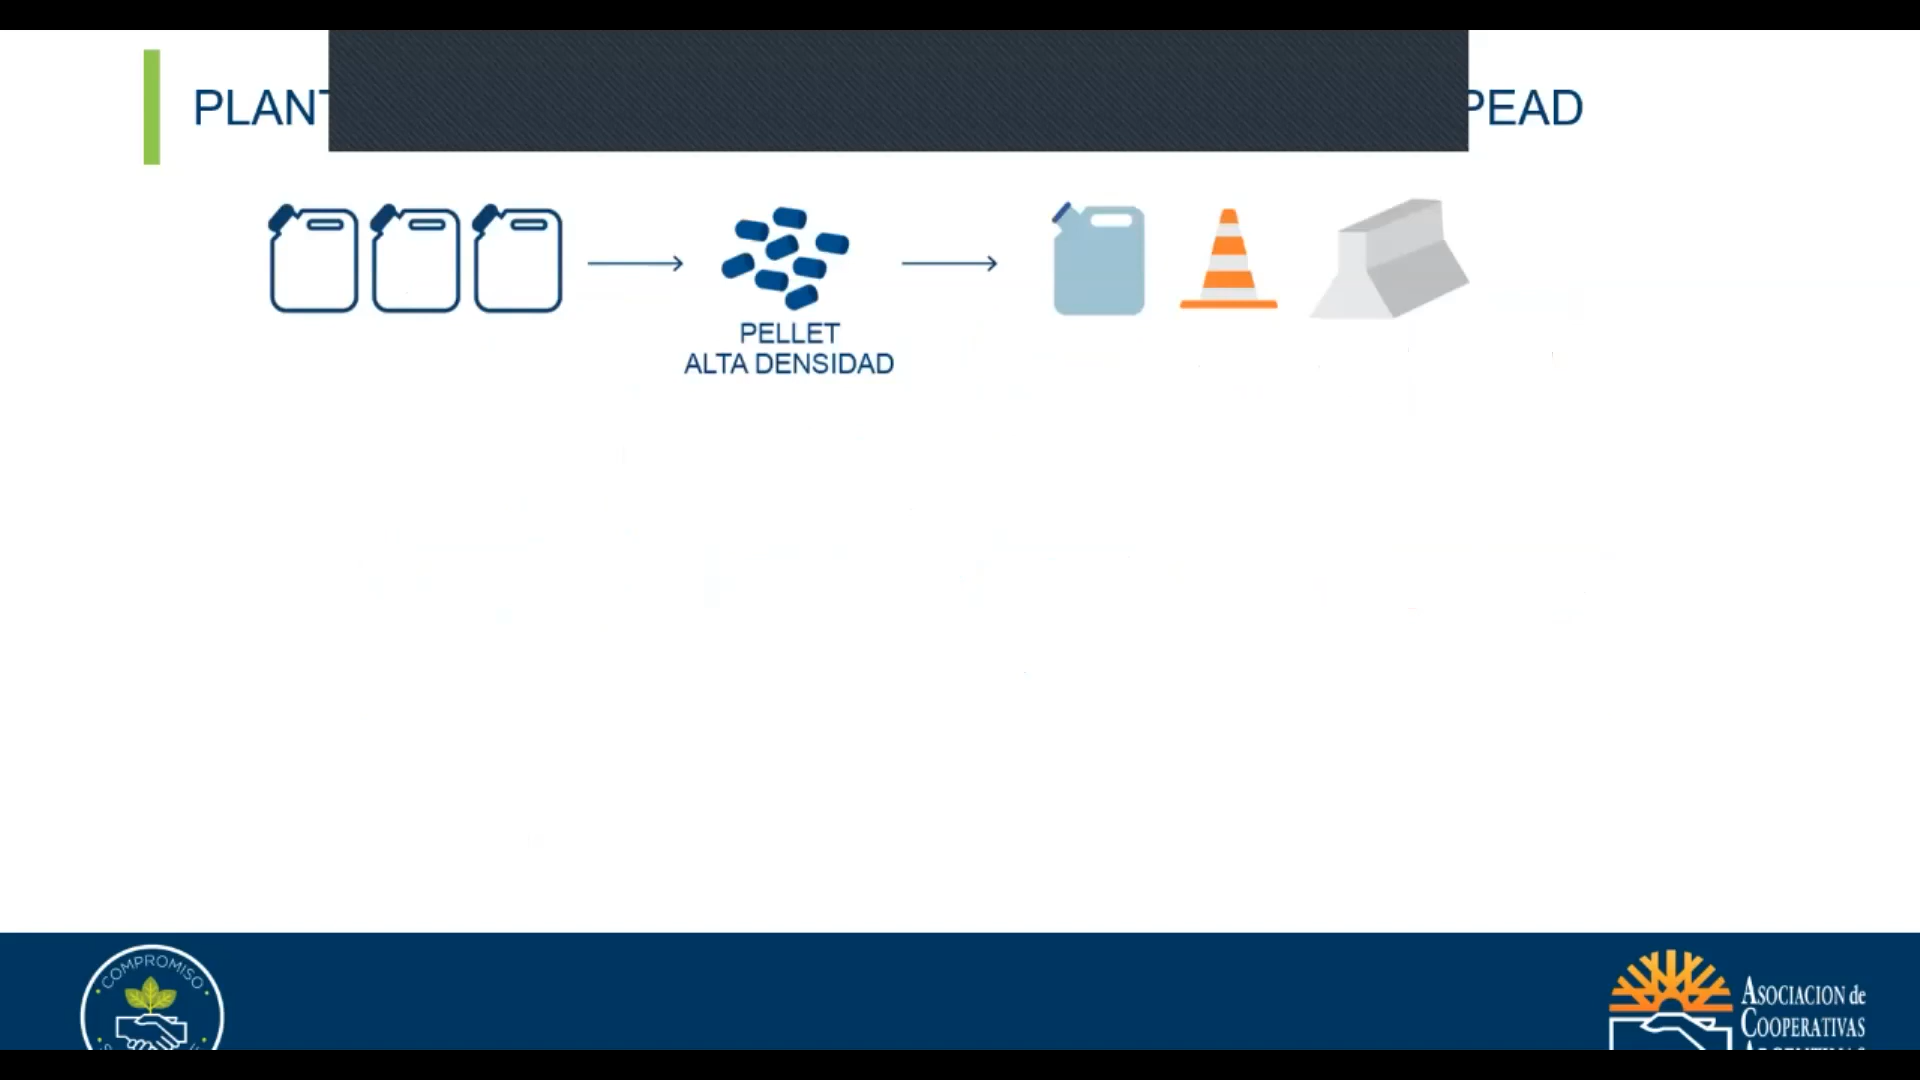 PLANT
PEAD
PELLET
ALTA DENSIDAD
COMPROMISO
ASOCIACION de
COOPERATIVAS